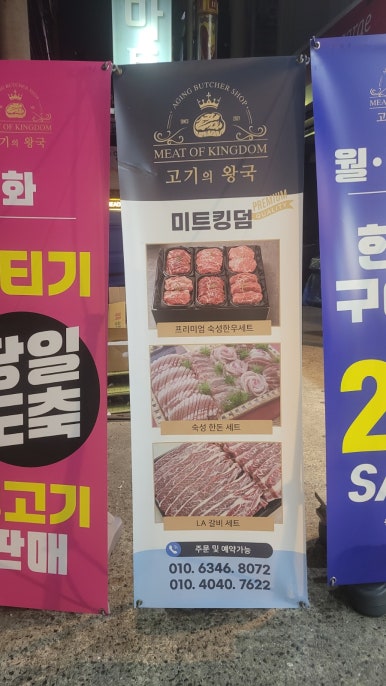 AGING BUTCHER SHOP
MEAT OF KINGDOM
고기의 왕국
미트킹덤
PREMIUM
QUALITY
프리미엄 숙성한우세트
숙성 한돈 세트
LA 갈비 세트
주문 및 예약가능
010. 6346. 8072
010. 4040. 7622
MEAT OF KINGDOM
고기의 왕국
화
티기
당일
도축
고기
판매
월·
한
구
2
SA